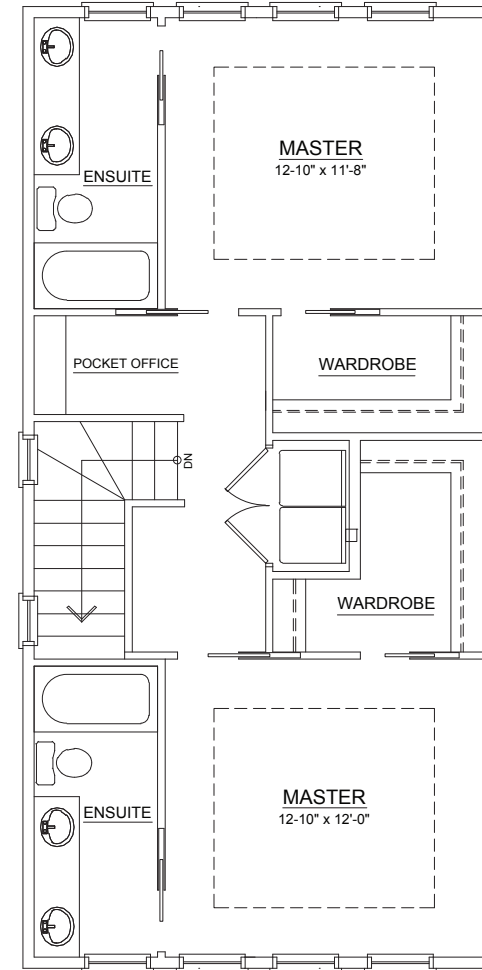 MASTER
12-10" x 11'-8"
ENSUITE
POCKET OFFICE
WARDROBE
DN
WARDROBE
MASTER
12-10" x 12'-0"
ENSUITE